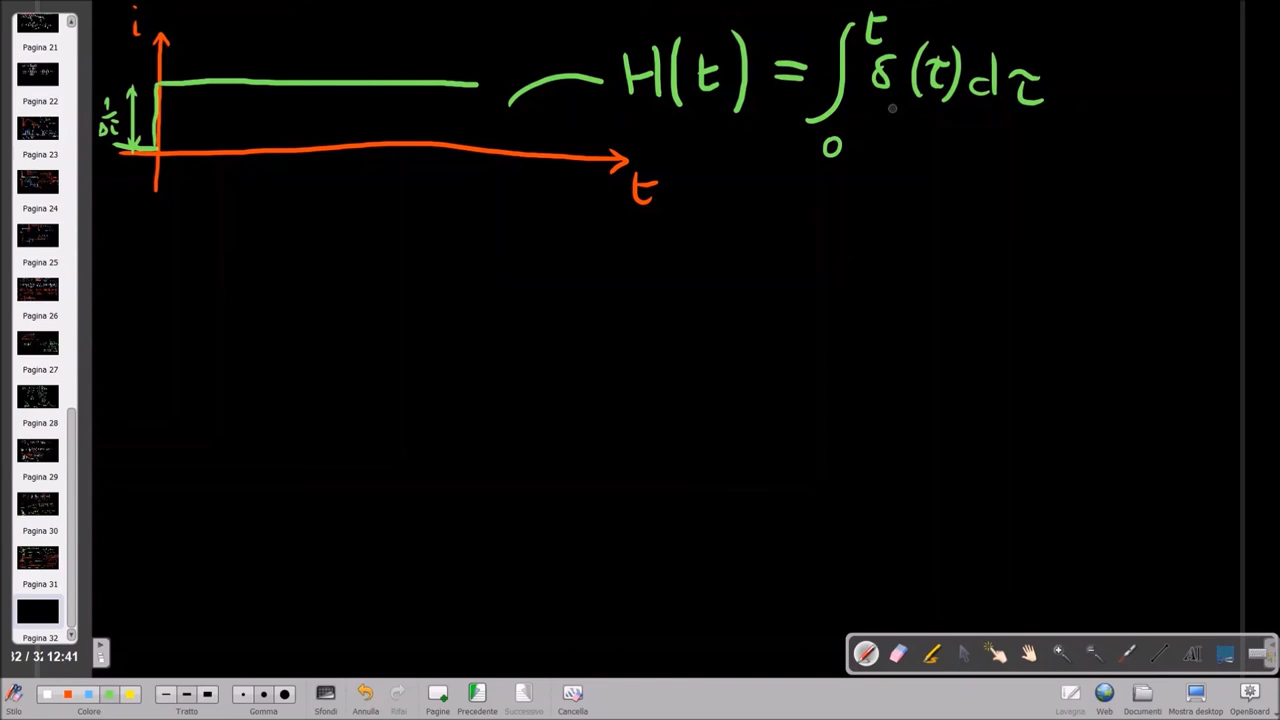 i
H(t) = ∫₀ᵗ δ(τ)dτ
1/Δτ
t
Pagina 21
Pagina 22
Pagina 23
Pagina 24
Pagina 25
Pagina 26
Pagina 27
Pagina 28
Pagina 29
Pagina 30
Pagina 31
Pagina 32
12:41
Stilo
Colore
Tratto
Gomma
Sfondi
Annulla
Rifai
Pagine
Precedente
Successivo
Cancella
Lavagna
Web
Documenti
Mostra desktop
OpenBoard